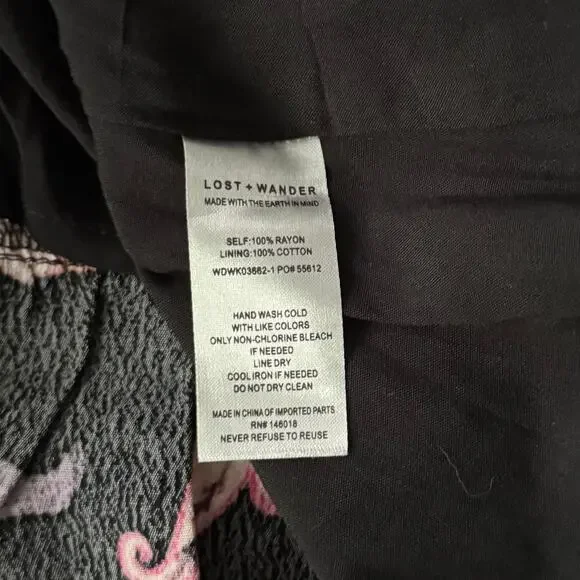 LOST + WANDER
MADE WITH THE EARTH IN MIND
SELF:100% RAYON
LINING:100% COTTON
WDWK03662-1 PO# 55612
HAND WASH COLD
WITH LIKE COLORS
ONLY NON-CHLORINE BLEACH
IF NEEDED
LINE DRY
COOL IRON IF NEEDED
DO NOT DRY CLEAN
MADE IN CHINA OF IMPORTED PARTS
RN# 146018
NEVER REFUSE TO REUSE